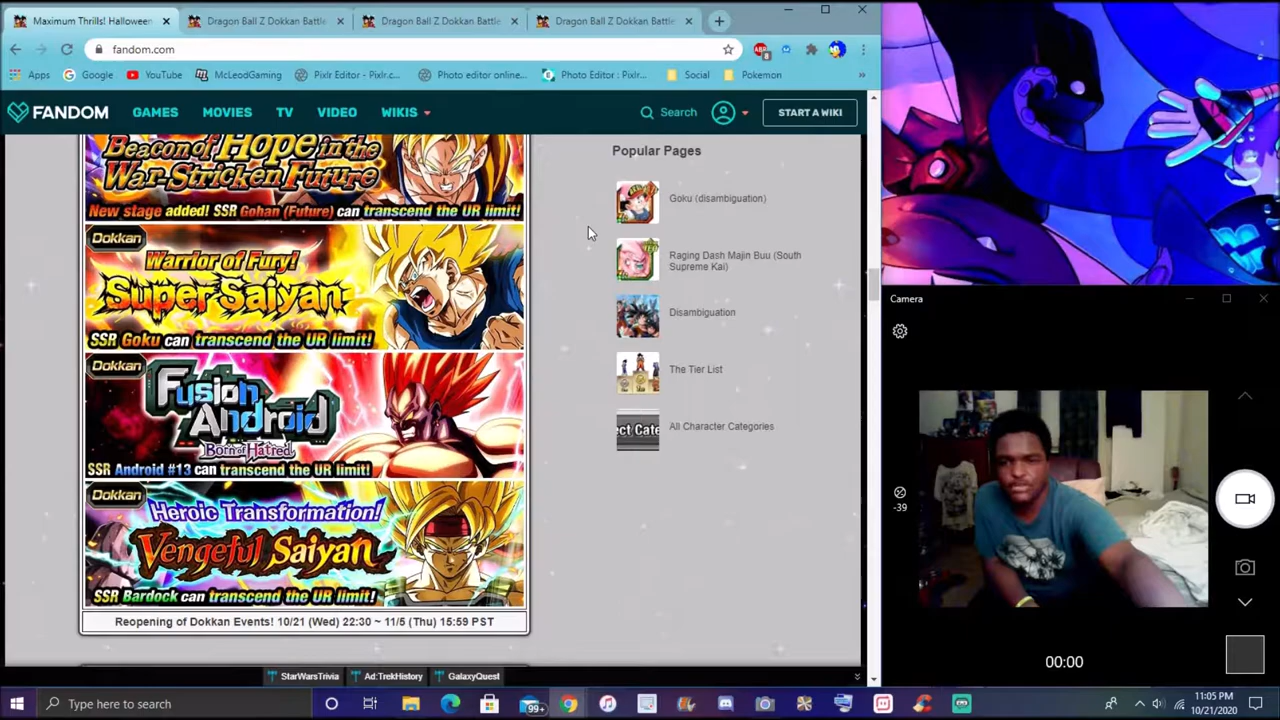 Maximum Thrills! Halloween
Dragon Ball Z Dokkan Battle
Dragon Ball Z Dokkan Battle
Dragon Ball Z Dokkan Battle
fandom.com
Apps
Google
YouTube
McLeodGaming
Pixlr Editor - Pixlr.c...
Photo editor online...
Photo Editor : Pixlr...
Social
Pokemon
FANDOM
GAMES
MOVIES
TV
VIDEO
WIKIS
Search
START A WIKI
Beacon of Hope in the
War-Stricken Future
New stage added! SSR Gohan (Future) can transcend the UR limit!
Dokkan
Warrior of Fury!
Super Saiyan
SSR Goku can transcend the UR limit!
Dokkan
Fusion
Android
Born of Hatred
SSR Android #13 can transcend the UR limit!
Dokkan
Heroic Transformation!
Vengeful Saiyan
SSR Bardock can transcend the UR limit!
Reopening of Dokkan Events! 10/21 (Wed) 22:30 ~ 11/5 (Thu) 15:59 PST
Popular Pages
Goku (disambiguation)
Raging Dash Majin Buu (South
Supreme Kai)
Disambiguation
The Tier List
ect Cate
All Character Categories
StarWarsTrivia
Ad:TrekHistory
GalaxyQuest
Camera
-39
00:00
Type here to search
99+
11:05 PM
10/21/2020